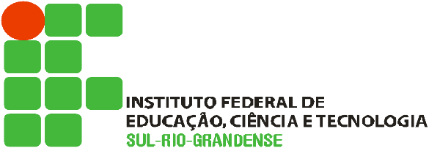 INSTITUTO FEDERAL DE
EDUCAÇÃO, CIÊNCIA E TECNOLOGIA
SUL-RIO-GRANDENSE